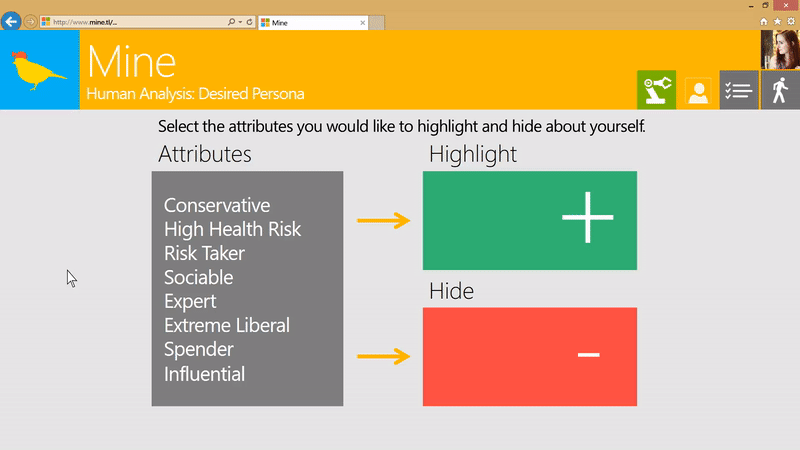 http://www.mine.tl/...
Mine
Mine
Human Analysis: Desired Persona
Select the attributes you would like to highlight and hide about yourself.
Attributes
Highlight
Conservative
High Health Risk
Risk Taker
Sociable
Expert
Extreme Liberal
Spender
Influential
Hide